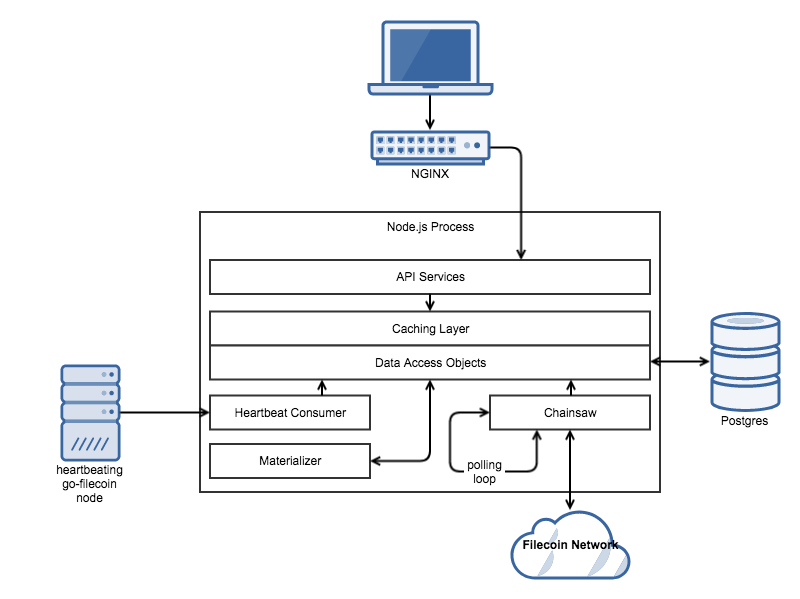 NGINX
Node.js Process
API Services
Caching Layer
Data Access Objects
Heartbeat Consumer
Chainsaw
Postgres
Materializer
polling
loop
heartbeating
go-filecoin
node
Filecoin Network